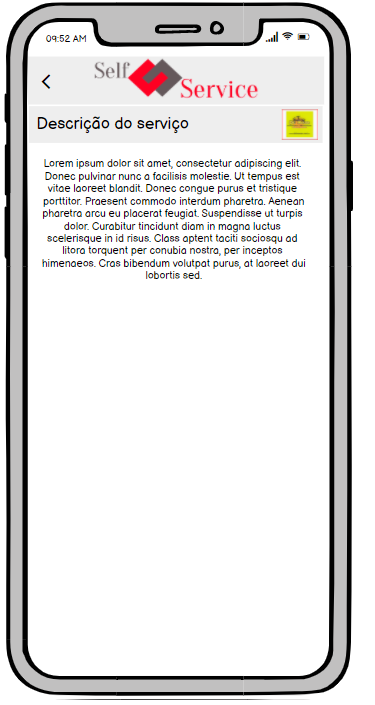 09:52 AM
Self
Service
Descrição do serviço
Lorem ipsum dolor sit amet, consectetur adipiscing elit.
Donec pulvinar nunc a facilisis molestie. Ut tempus est
vitae laoreet blandit. Donec congue purus et tristique
porttitor. Praesent commodo interdum pharetra. Aenean
pharetra arcu eu placerat feugiat. Suspendisse ut turpis
dolor. Curabitur tincidunt diam in magna luctus
scelerisque in id risus. Class aptent taciti sociosqu ad
litora torquent per conubia nostra, per inceptos
himenaeos. Cras bibendum volutpat purus, at laoreet dui
lobortis sed.